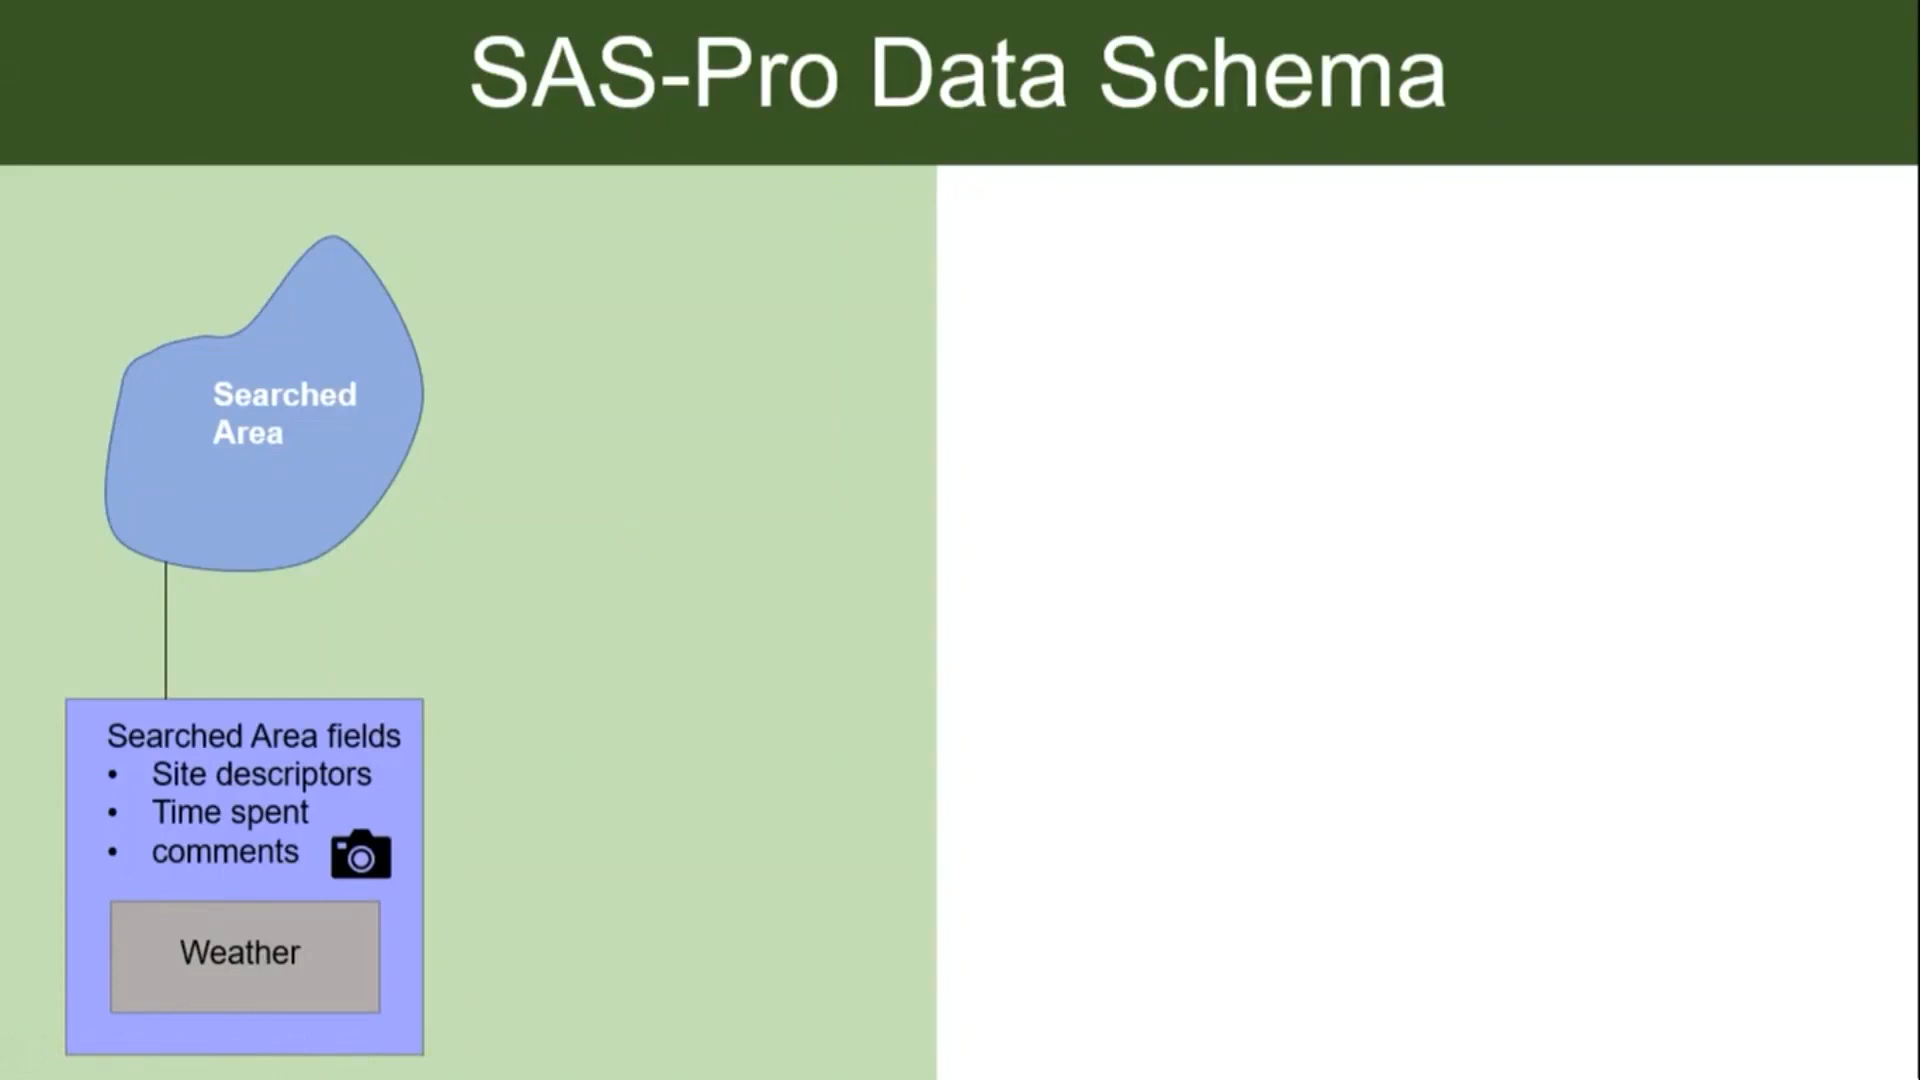 SAS-Pro Data Schema
Searched
Area
Searched Area fields
• Site descriptors
• Time spent
• comments
Weather